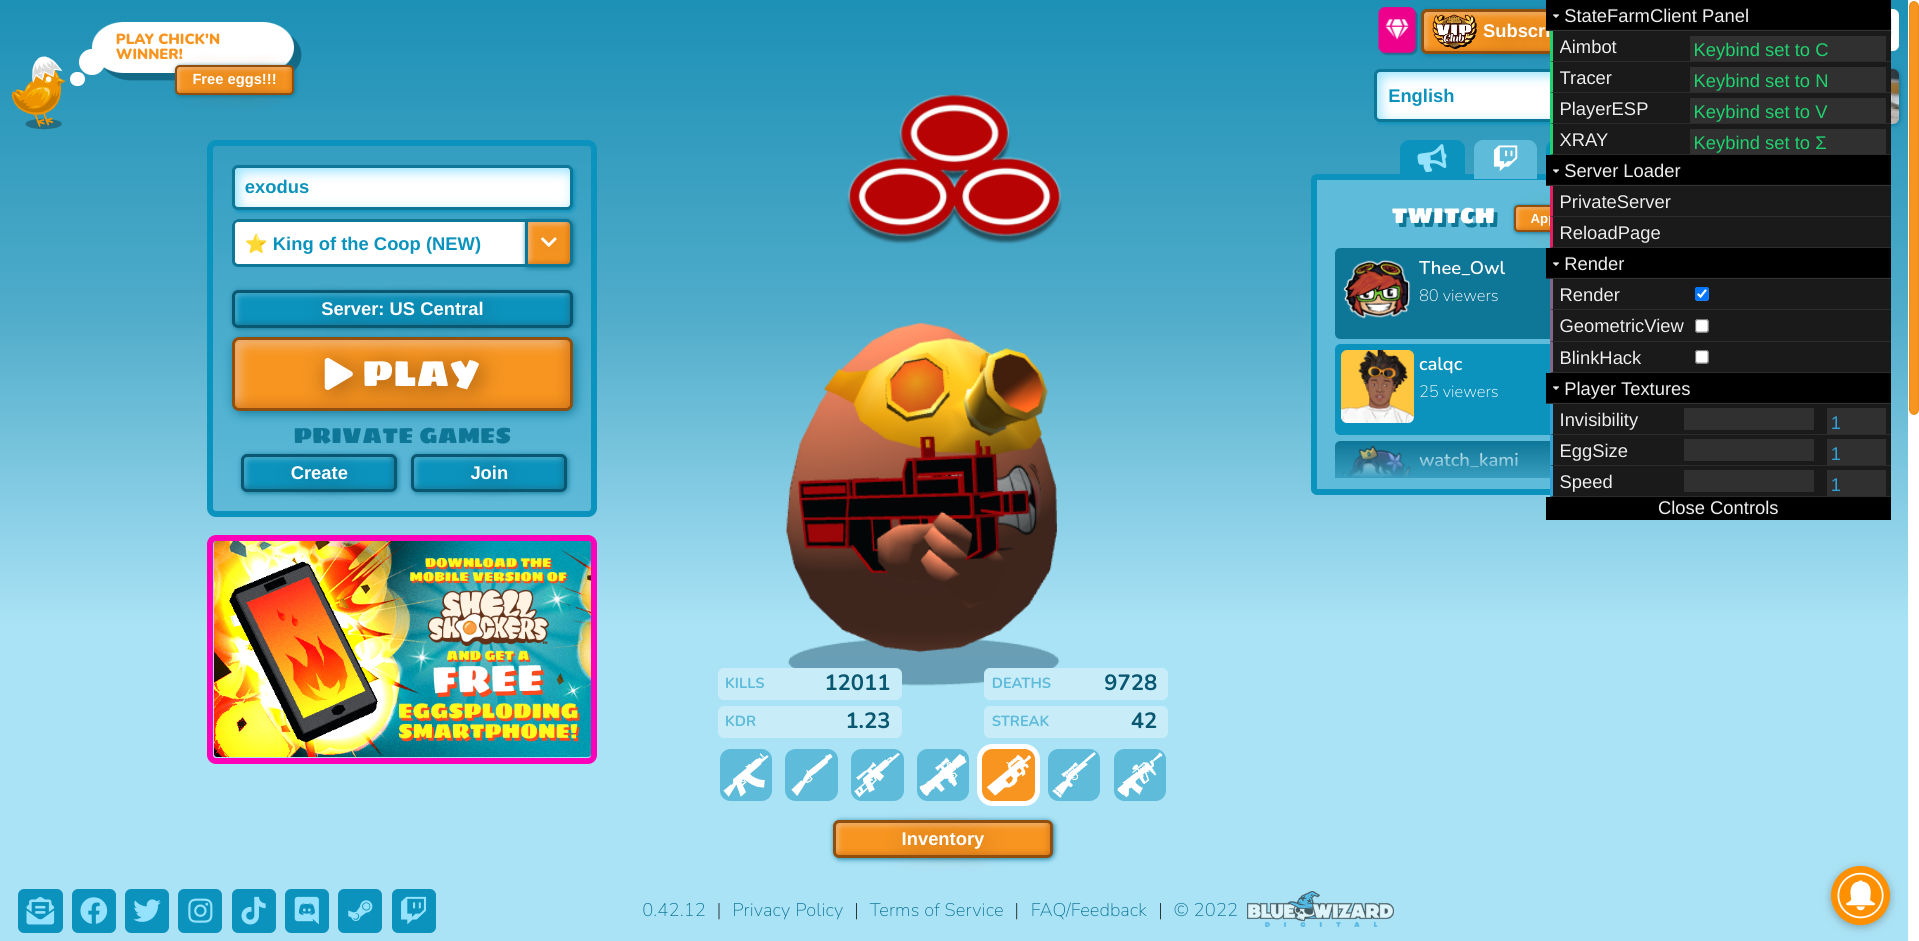 PLAY CHICK'N
WINNER!
Free eggs!!!
exodus
King of the Coop (NEW)
Server: US Central
PLAY
PRIVATE GAMES
Create
Join
DOWNLOAD THE
MOBILE VERSION OF
SHELL
SHOCKERS
AND GET A
FREE
EGGSPLODING
SMARTPHONE!
KILLS 12011
DEATHS 9728
KDR 1.23
STREAK 42
Inventory
VIP
Club
Subscr
English
TWITCH
Ap
Thee_Owl
80 viewers
calqc
25 viewers
watch_kami
StateFarmClient Panel
Aimbot Keybind set to C
Tracer Keybind set to N
PlayerESP Keybind set to V
XRAY Keybind set to Σ
Server Loader
PrivateServer
ReloadPage
Render
Render
GeometricView
BlinkHack
Player Textures
Invisibility 1
EggSize 1
Speed 1
Close Controls
0.42.12 | Privacy Policy | Terms of Service | FAQ/Feedback | © 2022 BLUE WIZARD
DIGITAL